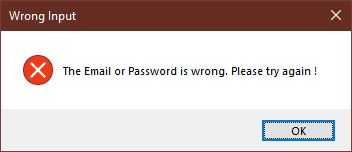 Wrong Input
The Email or Password is wrong. Please try again !
OK